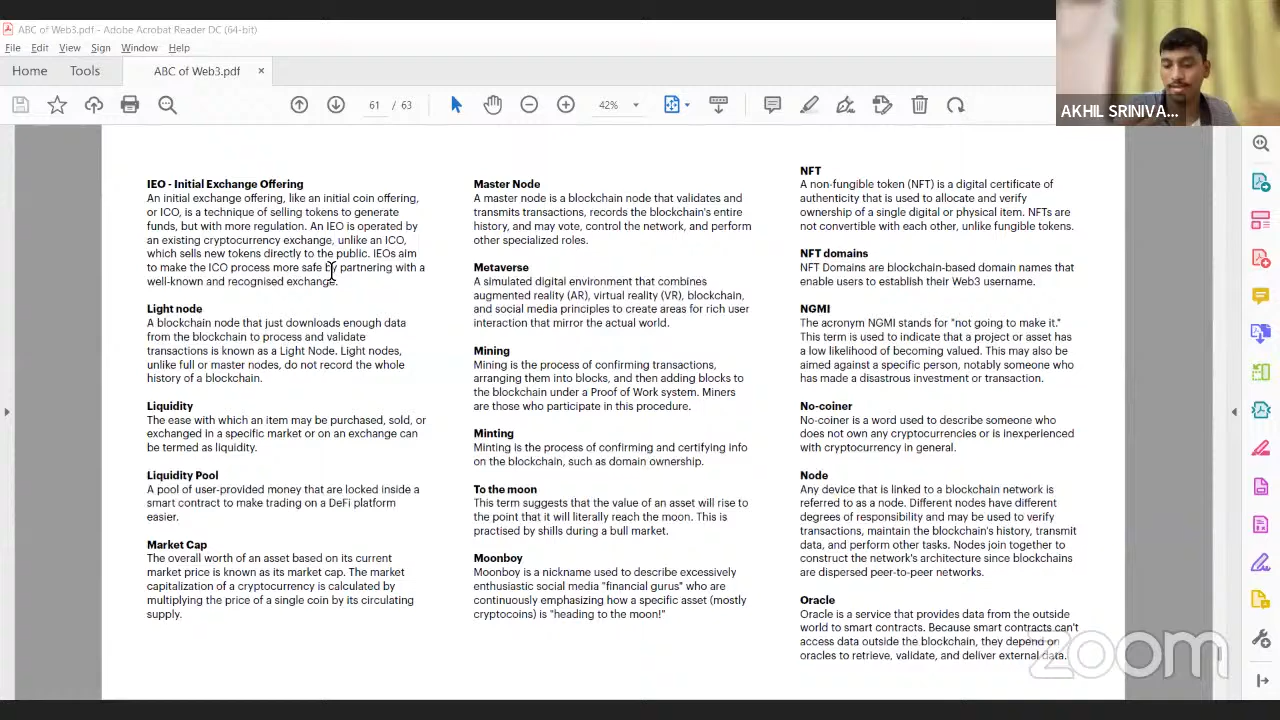 ABC of Web3.pdf - Adobe Acrobat Reader DC (64-bit)
File Edit View Sign Window Help
Home Tools ABC of Web3.pdf ×
61 / 63 42%
AKHIL SRINIVA...
IEO - Initial Exchange Offering
An initial exchange offering, like an initial coin offering,
or ICO, is a technique of selling tokens to generate
funds, but with more regulation. An IEO is operated by
an existing cryptocurrency exchange, unlike an ICO,
which sells new tokens directly to the public. IEOs aim
to make the ICO process more safe by partnering with a
well-known and recognised exchange.
Light node
A blockchain node that just downloads enough data
from the blockchain to process and validate
transactions is known as a Light Node. Light nodes,
unlike full or master nodes, do not record the whole
history of a blockchain.
Liquidity
The ease with which an item may be purchased, sold, or
exchanged in a specific market or on an exchange can
be termed as liquidity.
Liquidity Pool
A pool of user-provided money that are locked inside a
smart contract to make trading on a DeFi platform
easier.
Market Cap
The overall worth of an asset based on its current
market price is known as its market cap. The market
capitalization of a cryptocurrency is calculated by
multiplying the price of a single coin by its circulating
supply.
Master Node
A master node is a blockchain node that validates and
transmits transactions, records the blockchain's entire
history, and may vote, control the network, and perform
other specialized roles.
Metaverse
A simulated digital environment that combines
augmented reality (AR), virtual reality (VR), blockchain,
and social media principles to create areas for rich user
interaction that mirror the actual world.
Mining
Mining is the process of confirming transactions,
arranging them into blocks, and then adding blocks to
the blockchain under a Proof of Work system. Miners
are those who participate in this procedure.
Minting
Minting is the process of confirming and certifying info
on the blockchain, such as domain ownership.
To the moon
This term suggests that the value of an asset will rise to
the point that it will literally reach the moon. This is
practised by shills during a bull market.
Moonboy
Moonboy is a nickname used to describe excessively
enthusiastic social media "financial gurus" who are
continuously emphasizing how a specific asset (mostly
cryptocoins) is "heading to the moon!"
NFT
A non-fungible token (NFT) is a digital certificate of
authenticity that is used to allocate and verify
ownership of a single digital or physical item. NFTs are
not convertible with each other, unlike fungible tokens.
NFT domains
NFT Domains are blockchain-based domain names that
enable users to establish their Web3 username.
NGMI
The acronym NGMI stands for "not going to make it."
This term is used to indicate that a project or asset has
a low likelihood of becoming valued. This may also be
aimed against a specific person, notably someone who
has made a disastrous investment or transaction.
No-coiner
No-coiner is a word used to describe someone who
does not own any cryptocurrencies or is inexperienced
with cryptocurrency in general.
Node
Any device that is linked to a blockchain network is
referred to as a node. Different nodes have different
degrees of responsibility and may be used to verify
transactions, maintain the blockchain's history, transmit
data, and perform other tasks. Nodes join together to
construct the network's architecture since blockchains
are dispersed peer-to-peer networks.
Oracle
Oracle is a service that provides data from the outside
world to smart contracts. Because smart contracts can't
access data outside the blockchain, they depend on
oracles to retrieve, validate, and deliver external data.
zoom